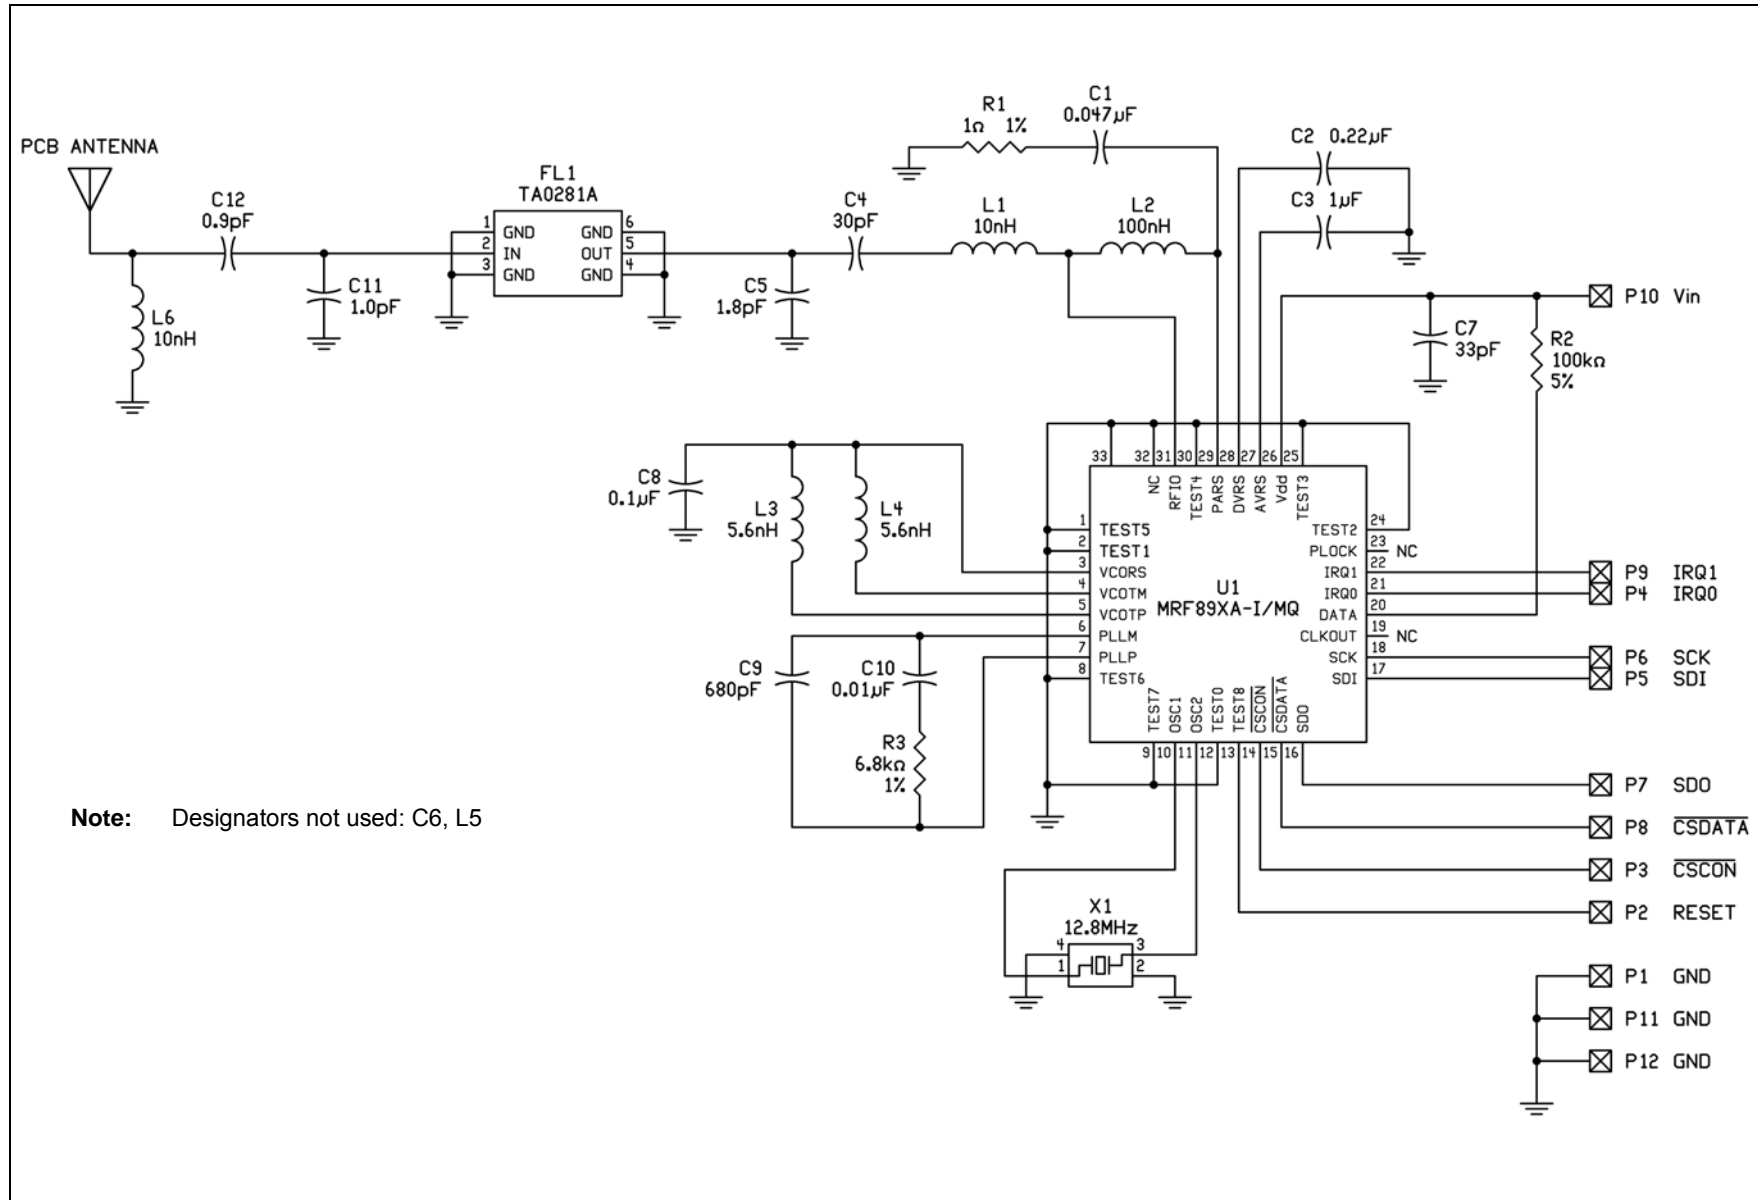 PCB ANTENNA
C12
0.9pF
L6
10nH
C11
1.0pF
FL1
TA0281A
1 GND
2 IN
3 GND
GND 6
OUT 5
GND 4
C5
1.8pF
C4
30pF
R1
1Ω 1%
C1
0.047µF
L1
10nH
L2
100nH
C2 0.22µF
C3 1µF
P10 Vin
C7
33pF
R2
100kΩ
5%
C8
0.1µF
L3
5.6nH
L4
5.6nH
C9
680pF
C10
0.01µF
R3
6.8kΩ
1%
33 32 31 30 29 28 27 26 25
NC
RFIO
TEST4
PARS
DVRS
AVRS
Vdd
TEST3
1 TEST5
2 TEST1
3 VCORS
4 VCOTM
5 VCOTP
6 PLLM
7 PLLP
8 TEST6
U1
MRF89XA-I/MQ
TEST2 24
PLOCK 23 NC
IRQ1 22
IRQ0 21
DATA 20
CLKOUT 19 NC
SCK 18
SDI 17
TEST7
OSC1
OSC2
TEST0
TEST8
CSCON
CSDATA
SDO
9 10 11 12 13 14 15 16
P9 IRQ1
P4 IRQ0
P6 SCK
P5 SDI
P7 SDO
P8 CSDATA
P3 CSCON
P2 RESET
P1 GND
P11 GND
P12 GND
X1
12.8MHz
4 3
1 2
Note: Designators not used: C6, L5